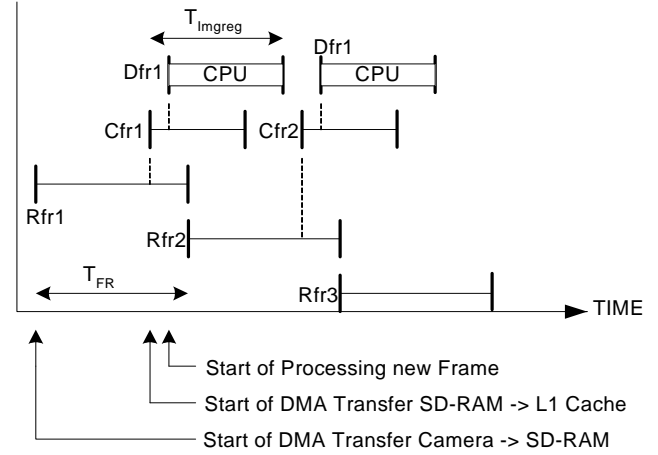 T_Imgreg
Dfr1
Dfr1 CPU CPU
Cfr1 Cfr2
Rfr1
Rfr2
T_FR
Rfr3
TIME
Start of Processing new Frame
Start of DMA Transfer SD-RAM -> L1 Cache
Start of DMA Transfer Camera -> SD-RAM